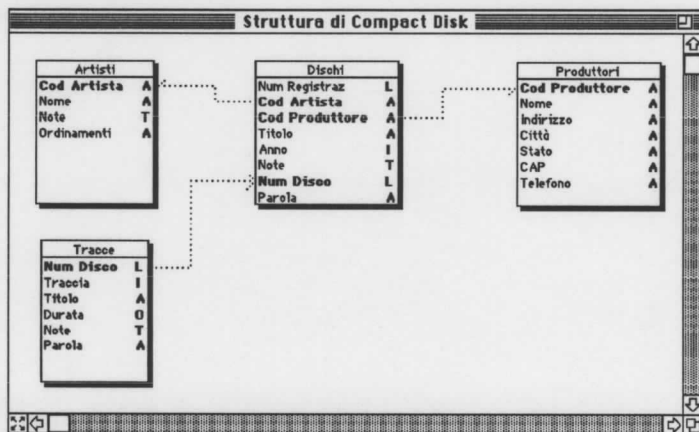 Struttura di Compact Disk
Artisti
Cod Artista A
Nome A
Note T
Ordinamenti A
Dischi
Num Registraz L
Cod Artista A
Cod Produttore A
Titolo A
Anno I
Note T
Num Disco L
Parola A
Produttori
Cod Produttore A
Nome A
Indirizzo A
Città A
Stato A
CAP A
Telefono A
Tracce
Num Disco L
Traccia I
Titolo A
Durata O
Note T
Parola A